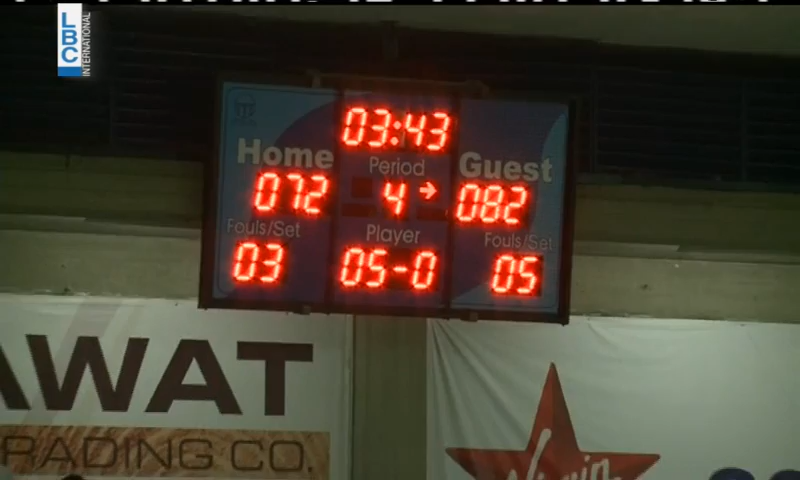 LBC
INTERNATIONAL
03:43
Home
Period
Guest
072
4
082
Fouls/Set
Player
Fouls/Set
03
05-0
05
AWAT
RADING CO.
Virgin